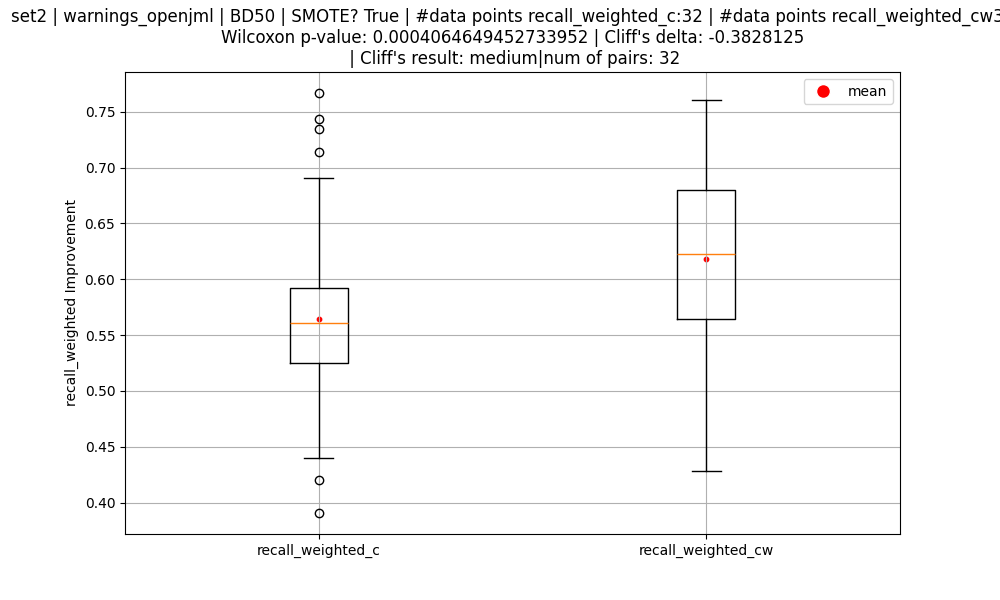 set2 | warnings_openjml | BD50 | SMOTE? True | #data points recall_weighted_c:32 | #data points recall_weighted_cw3
Wilcoxon p-value: 0.0004064649452733952 | Cliff's delta: -0.3828125
| Cliff's result: medium|num of pairs: 32
mean
0.75
0.70
0.65
0.60
0.55
0.50
0.45
0.40
recall_weighted Improvement
recall_weighted_c
recall_weighted_cw